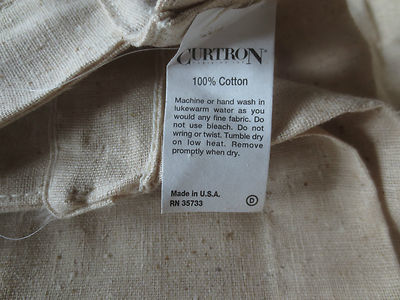 CURTRON®
100% Cotton
Machine or hand wash in
lukewarm water as you
would any fine fabric. Do
not use bleach. Do not
wring or twist. Tumble dry
on low heat. Remove
promptly when dry.
Made in U.S.A.
RN 35733
D